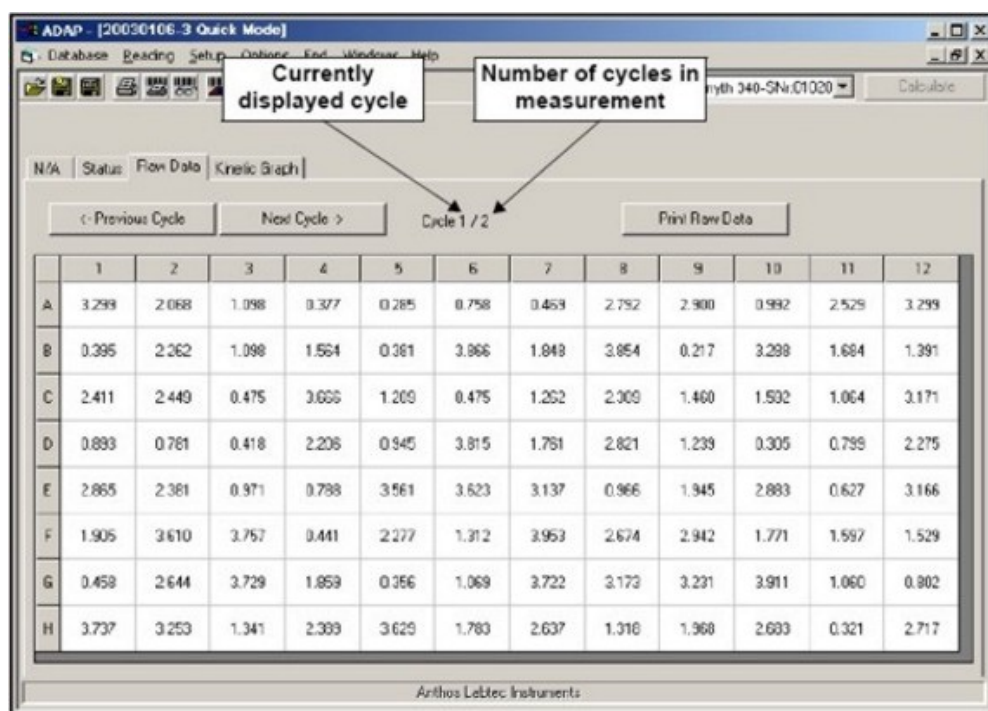 ADAP - [20030106-3 Quick Mode]
Database Reading Setup Options End Windows Help
Currently
displayed cycle
Number of cycles in
measurement
340-SNr.:01020 Calculate
N/A Status Raw Data Kinetic Graph
<- Previous Cycle Next Cycle -> Cycle 1 / 2 Print Raw Data
1 2 3 4 5 6 7 8 9 10 11 12
A 3.299 2.068 1.098 0.377 0.285 0.758 0.469 2.792 2.900 0.992 2.529 3.299
B 0.395 2.262 1.098 1.564 0.381 3.866 1.848 3.854 0.217 3.288 1.684 1.391
C 2.411 2.449 0.475 3.666 1.209 0.475 1.262 2.309 1.460 1.592 1.064 3.171
D 0.893 0.781 0.418 2.206 0.945 3.815 1.761 2.821 1.239 0.305 0.799 2.275
E 2.865 2.381 0.971 0.788 3.561 3.623 3.137 0.966 1.945 2.883 0.627 3.166
F 1.905 3.610 3.757 0.441 2.277 1.312 3.953 2.674 2.942 1.771 1.597 1.529
G 0.458 2.644 3.729 1.859 0.356 1.069 3.722 3.173 3.231 3.911 1.060 0.802
H 3.737 3.253 1.341 2.389 3.629 1.783 2.637 1.318 1.968 2.683 0.321 2.717
Anthos Labtec Instruments